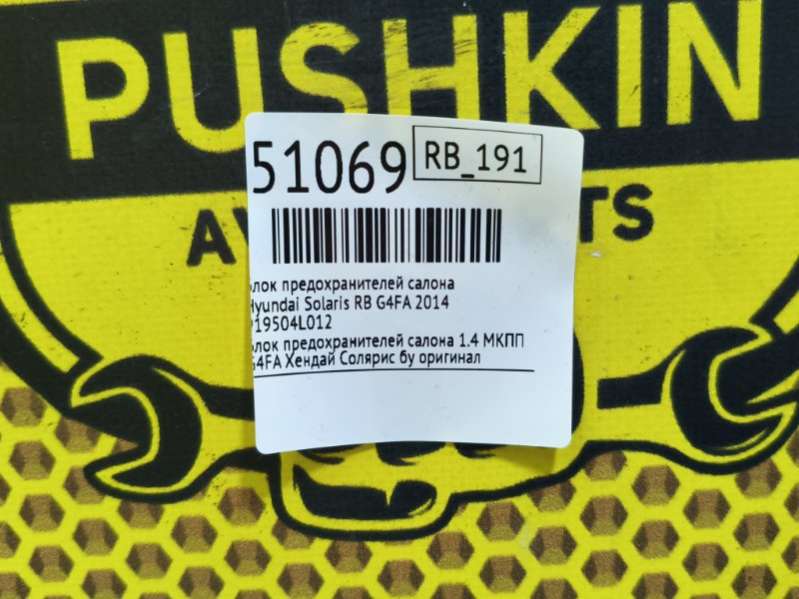 PUSHKIN
51069
RB_191
лок предохранителей салона
Hyundai Solaris RB G4FA 2014
919504L012
лок предохранителей салона 1.4 МКПП
G4FA Хендай Солярис бу оригинал